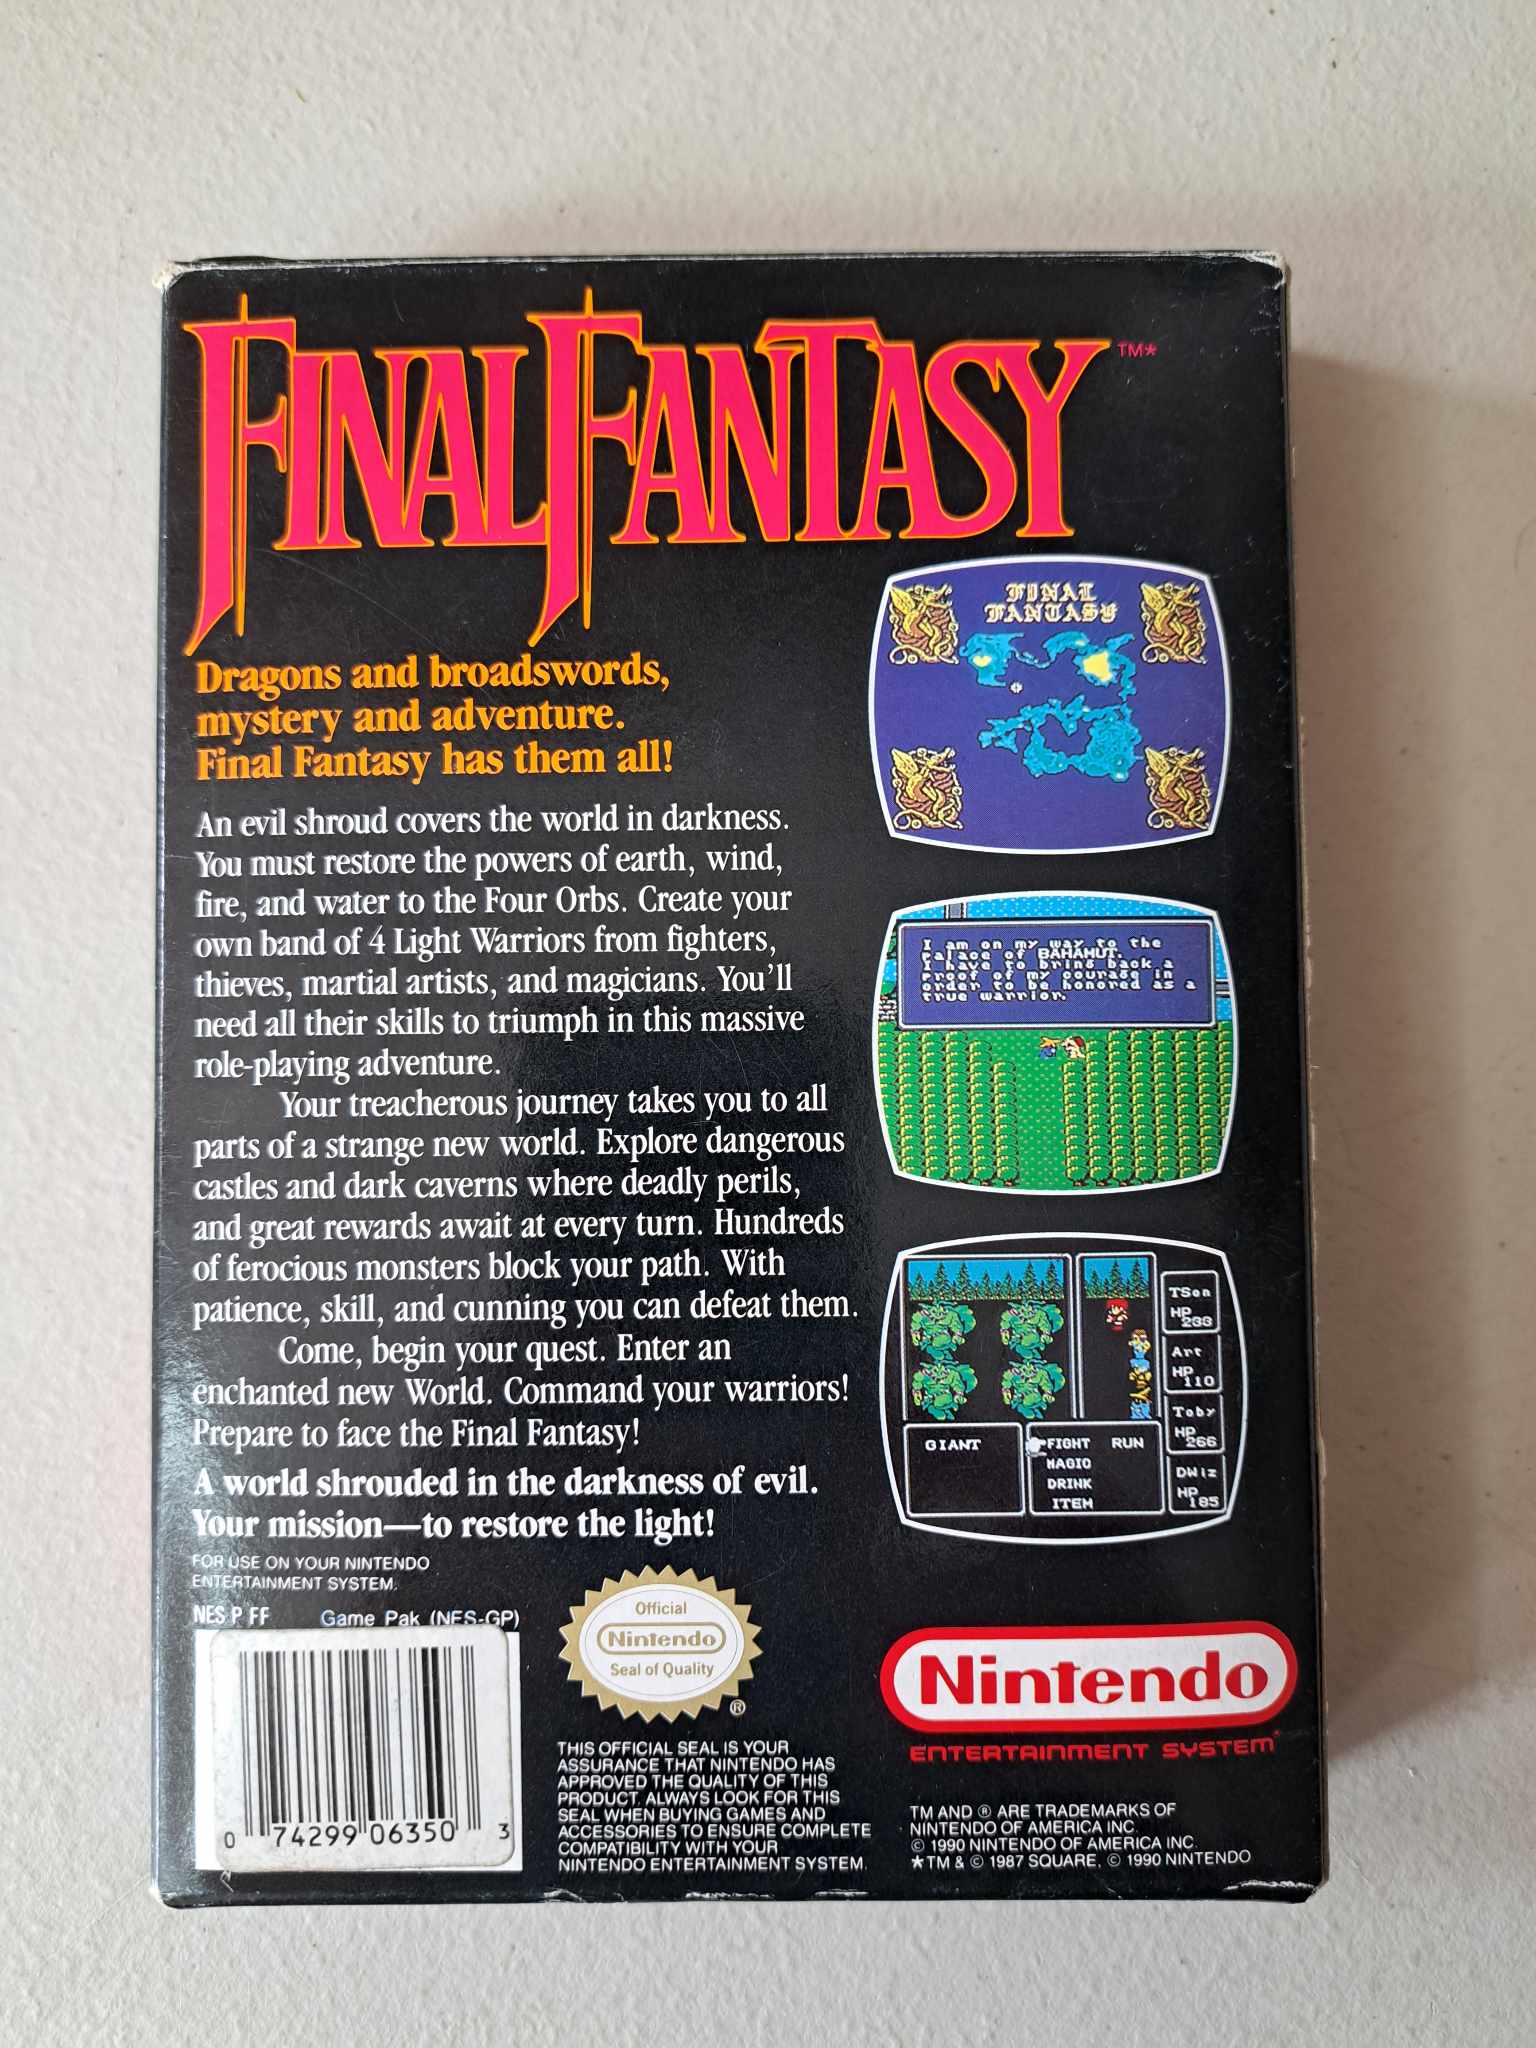 FINAL FANTASY TM*
Dragons and broadswords,
mystery and adventure.
Final Fantasy has them all!
An evil shroud covers the world in darkness.
You must restore the powers of earth, wind,
fire, and water to the Four Orbs. Create your
own band of 4 Light Warriors from fighters,
thieves, martial artists, and magicians. You'll
need all their skills to triumph in this massive
role-playing adventure.
Your treacherous journey takes you to all
parts of a strange new world. Explore dangerous
castles and dark caverns where deadly perils,
and great rewards await at every turn. Hundreds
of ferocious monsters block your path. With
patience, skill, and cunning you can defeat them.
Come, begin your quest. Enter an
enchanted new World. Command your warriors!
Prepare to face the Final Fantasy!
A world shrouded in the darkness of evil.
Your mission—to restore the light!
FINAL
FANTASY
I am on my way to the
palace of BAHAMUT.
I have to bring back a
proof of my courage in
order to be honored as a
true warrior.
TSon
HP
233
Art
HP
110
Toby
HP
266
DWiz
HP
185
GIANT
FIGHT RUN
MAGIC
DRINK
ITEM
FOR USE ON YOUR NINTENDO
ENTERTAINMENT SYSTEM.
NES P FF Game Pak (NES-GP)
0 74299 06350 3
Official
Nintendo
Seal of Quality
®
THIS OFFICIAL SEAL IS YOUR
ASSURANCE THAT NINTENDO HAS
APPROVED THE QUALITY OF THIS
PRODUCT. ALWAYS LOOK FOR THIS
SEAL WHEN BUYING GAMES AND
ACCESSORIES TO ENSURE COMPLETE
COMPATIBILITY WITH YOUR
NINTENDO ENTERTAINMENT SYSTEM.
Nintendo
ENTERTAINMENT SYSTEM
TM AND ® ARE TRADEMARKS OF
NINTENDO OF AMERICA INC.
© 1990 NINTENDO OF AMERICA INC.
*TM & © 1987 SQUARE, © 1990 NINTENDO